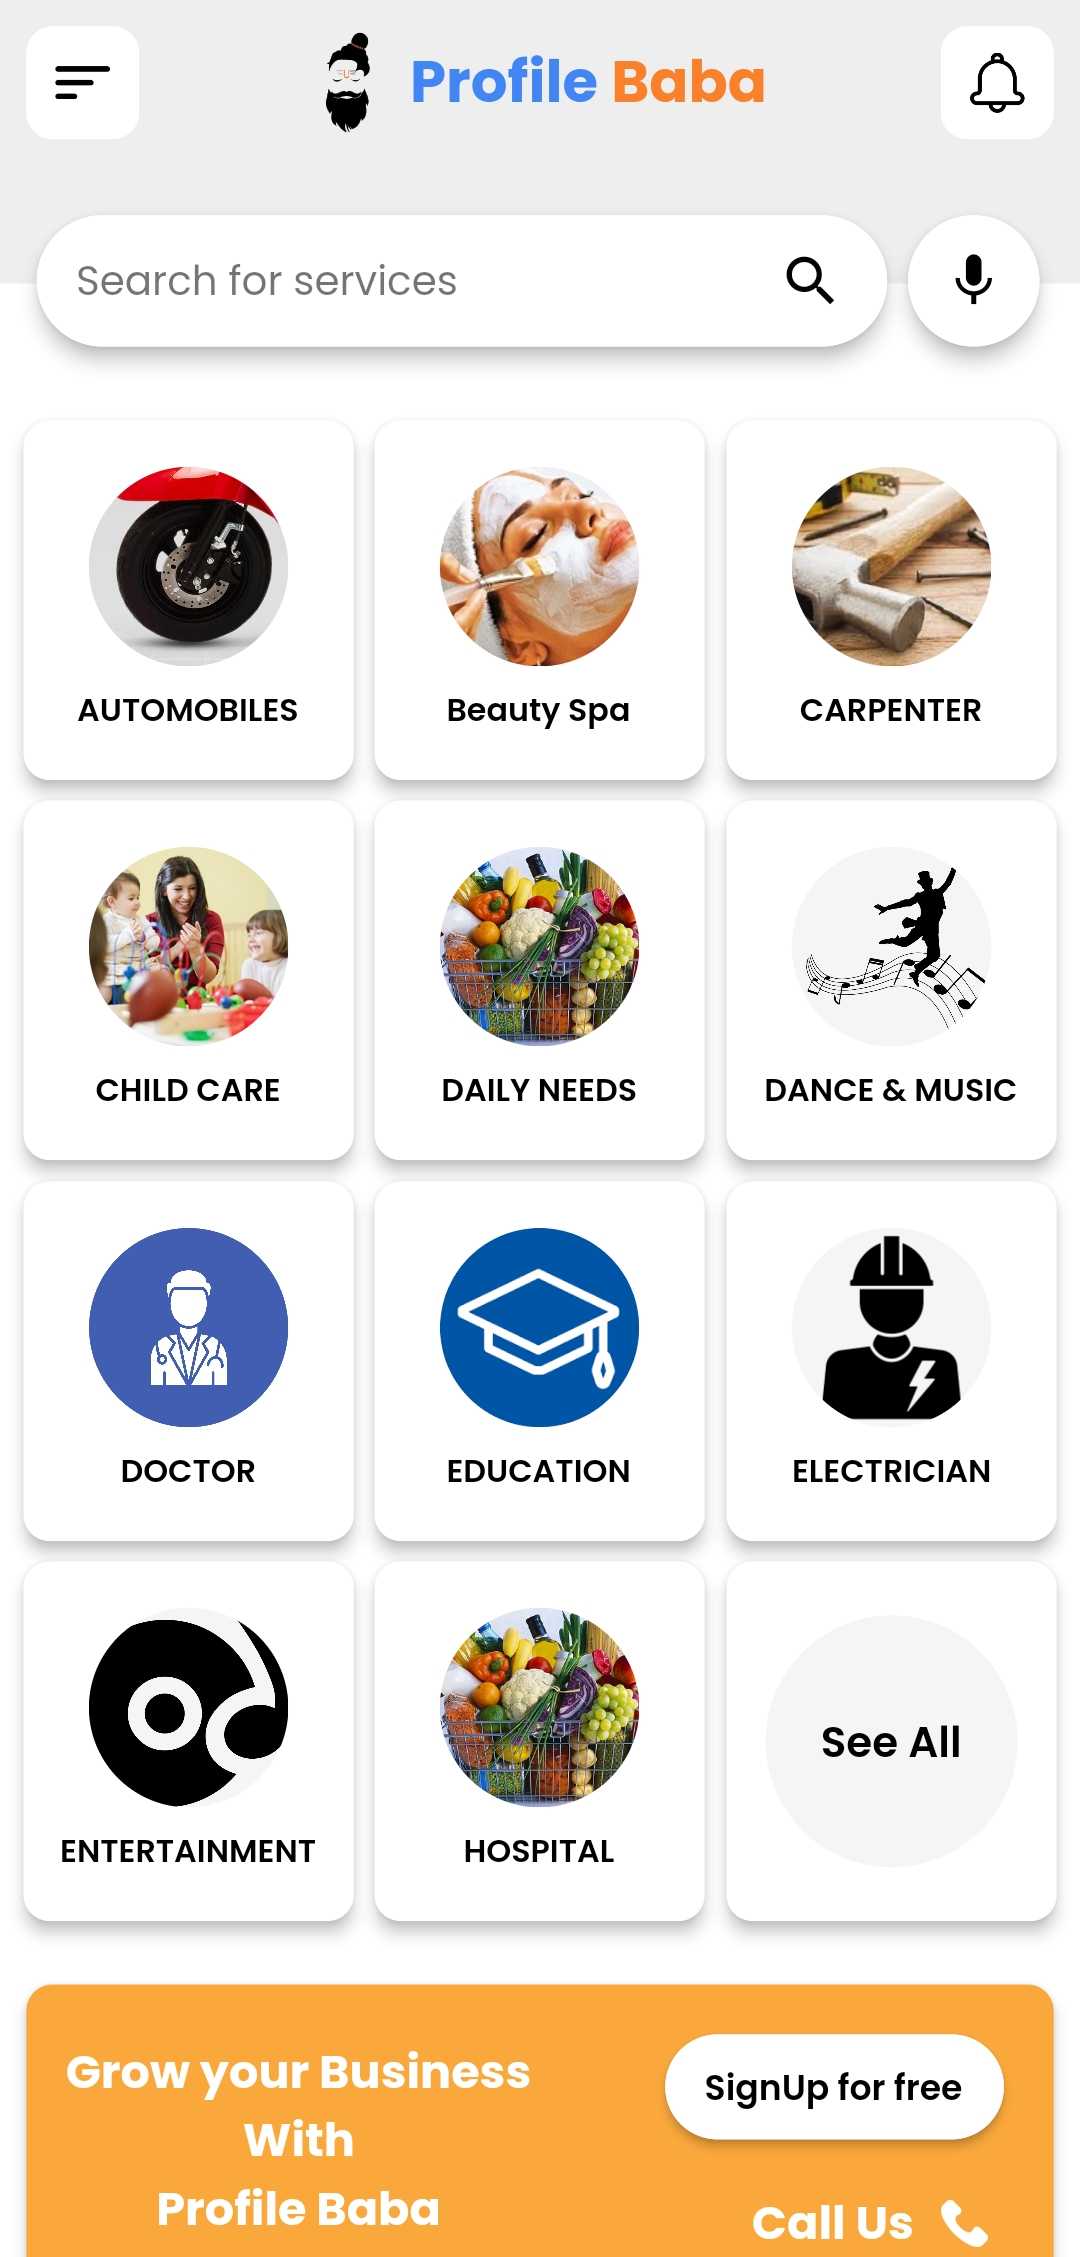 Profile Baba
Search for services
AUTOMOBILES
Beauty Spa
CARPENTER
CHILD CARE
DAILY NEEDS
DANCE & MUSIC
DOCTOR
EDUCATION
ELECTRICIAN
ENTERTAINMENT
HOSPITAL
See All
Grow your Business
With
Profile Baba
SignUp for free
Call Us